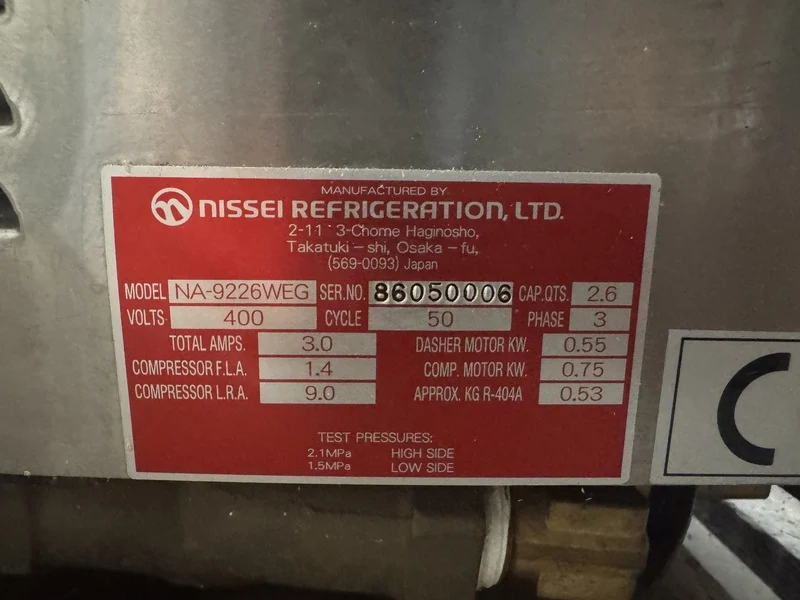 MANUFACTURED BY
NISSEI REFRIGERATION, LTD.
2-11 3-Chome Haginosho,
Takatuki-shi, Osaka-fu,
(569-0093) Japan
MODEL NA-9226WEG SER.NO. 86050006 CAP.QTS. 2.6
VOLTS 400 CYCLE 50 PHASE 3
TOTAL AMPS. 3.0 DASHER MOTOR KW. 0.55
COMPRESSOR F.L.A. 1.4 COMP. MOTOR KW. 0.75
COMPRESSOR L.R.A. 9.0 APPROX. KG R-404A 0.53
TEST PRESSURES:
2.1MPa HIGH SIDE
1.5MPa LOW SIDE
C